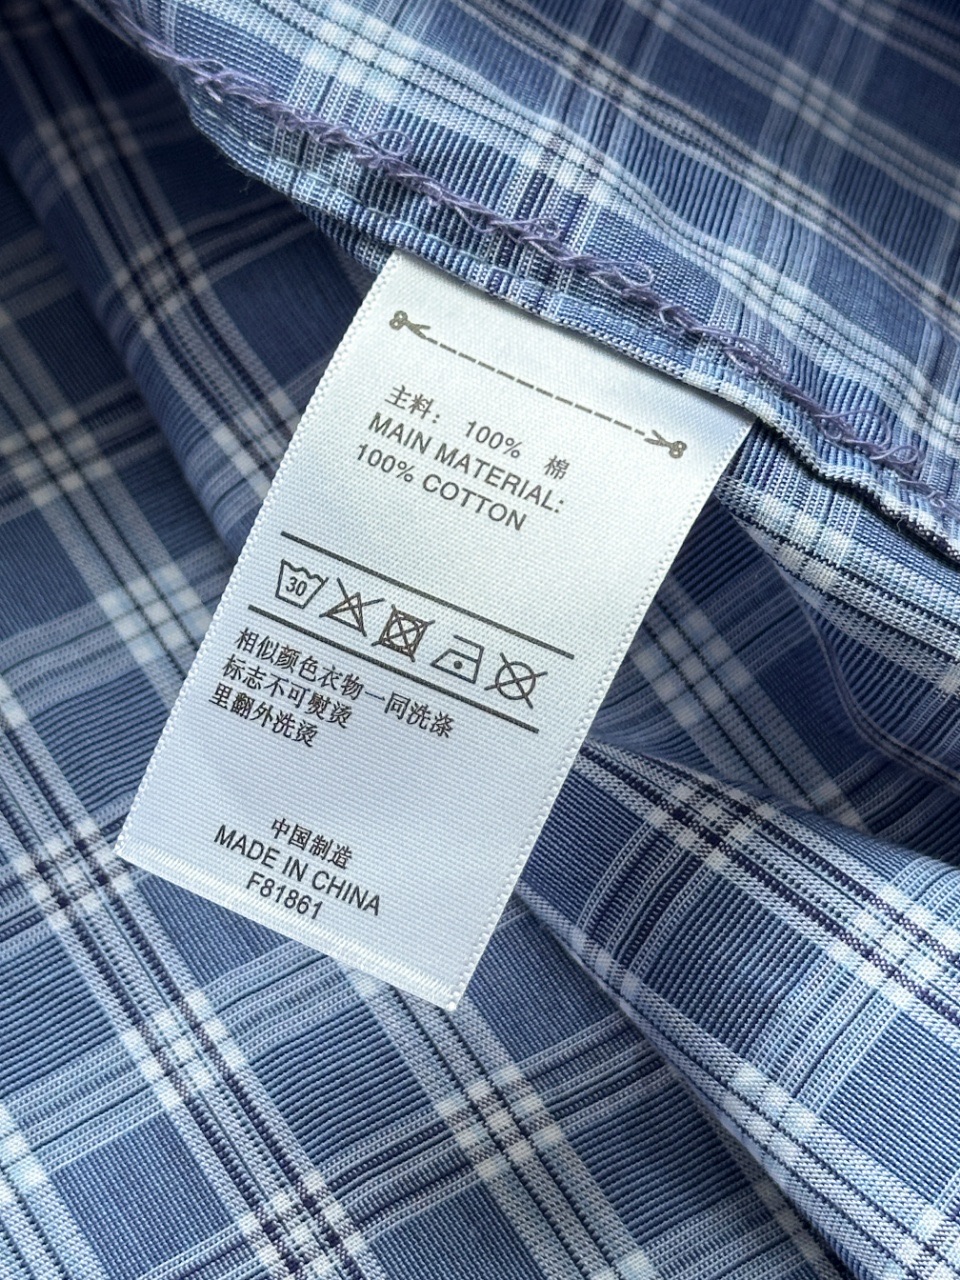 主料： 100% 棉
MAIN MATERIAL:
100% COTTON
30
相似颜色衣物一同洗涤
标志不可熨烫
里翻外洗烫
中国制造
MADE IN CHINA
F81861